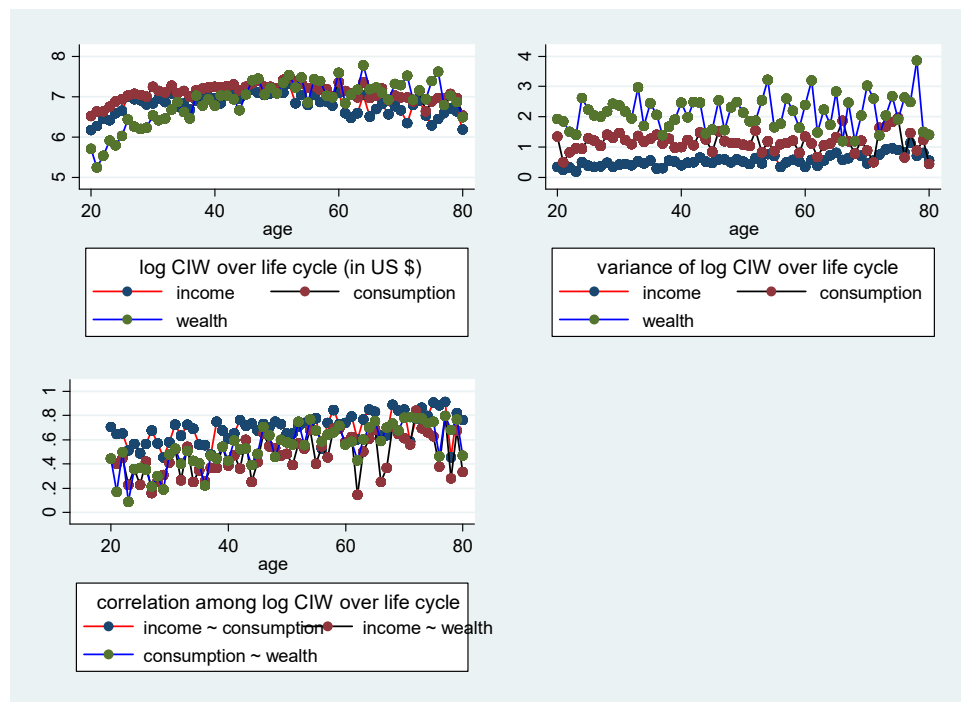 8
7
6
5
20 40 60 80
age
log CIW over life cycle (in US $)
income consumption
wealth
4
3
2
1
0
20 40 60 80
age
variance of log CIW over life cycle
income consumption
wealth
1
.8
.6
.4
.2
0
20 40 60 80
age
correlation among log CIW over life cycle
income ~ consumption income ~ wealth
consumption ~ wealth